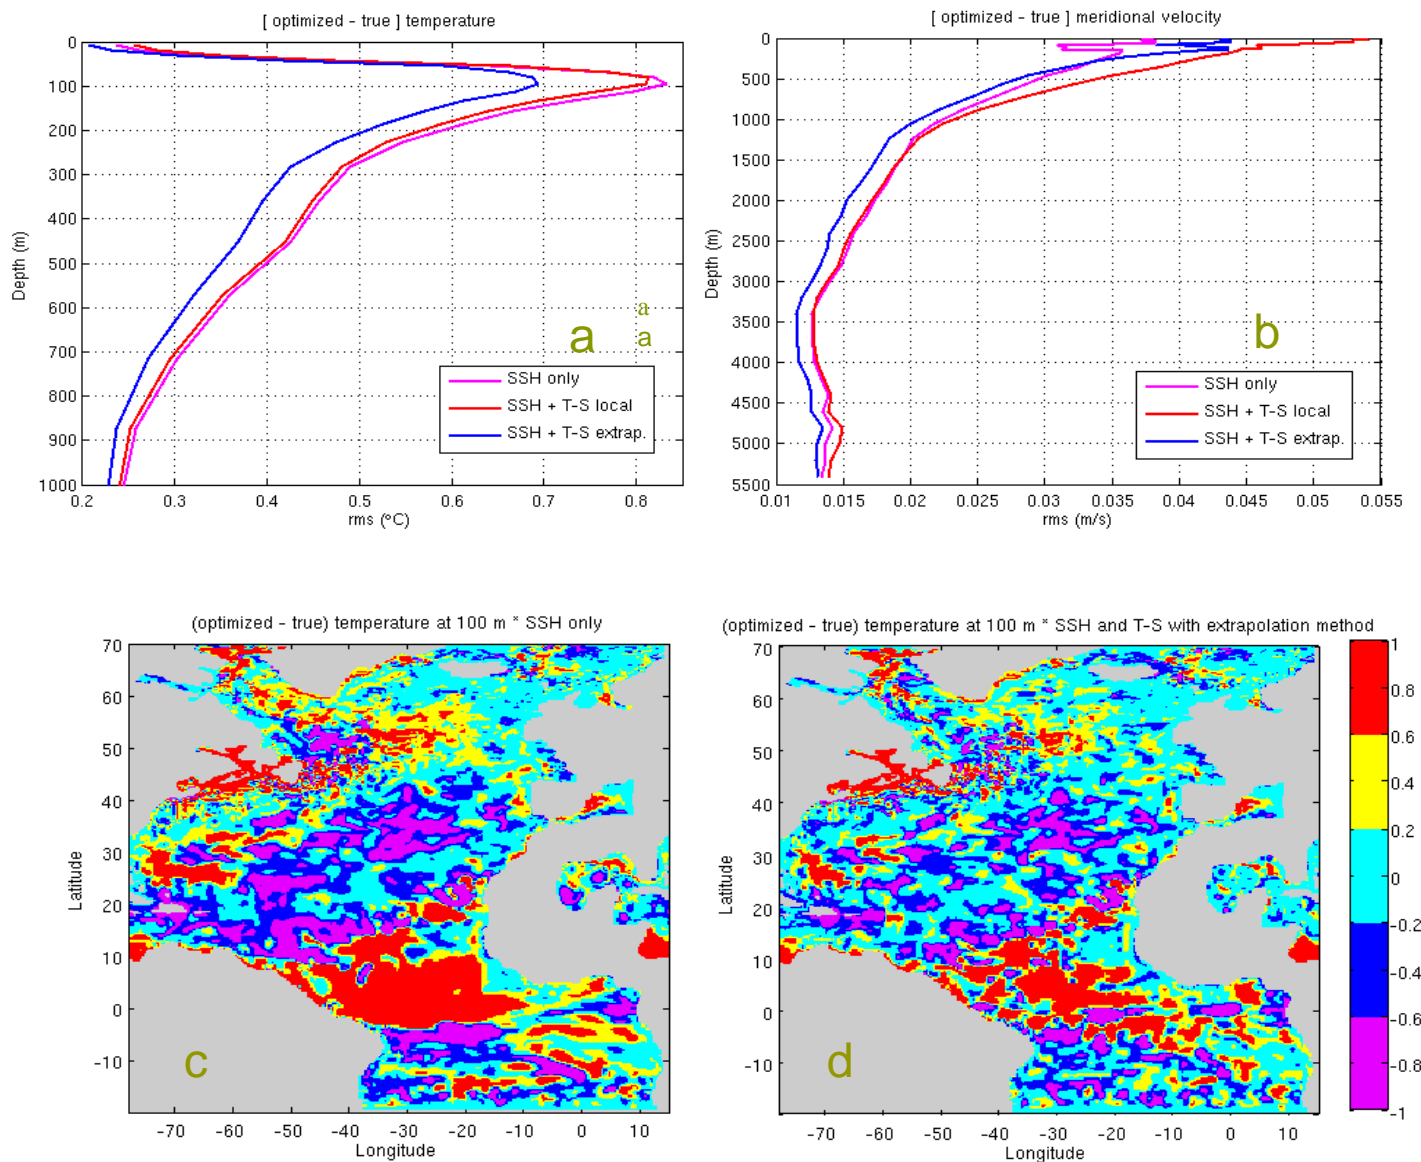 [ optimized - true ] temperature
0
100
200
300
400
500
600
700
800
900
1000
Depth (m)
0.2 0.3 0.4 0.5 0.6 0.7 0.8
rms (°C)
a
a
a
SSH only
SSH + T-S local
SSH + T-S extrap.
[ optimized - true ] meridional velocity
0
500
1000
1500
2000
2500
3000
3500
4000
4500
5000
5500
Depth (m)
0.01 0.015 0.02 0.025 0.03 0.035 0.04 0.045 0.05 0.055
rms (m/s)
b
SSH only
SSH + T-S local
SSH + T-S extrap.
(optimized - true) temperature at 100 m * SSH only
70
60
50
40
30
20
10
0
-10
Latitude
c
-70 -60 -50 -40 -30 -20 -10 0 10
Longitude
(optimized - true) temperature at 100 m * SSH and T-S with extrapolation method
70
60
50
40
30
20
10
0
-10
Latitude
d
-70 -60 -50 -40 -30 -20 -10 0 10
Longitude
1
0.8
0.6
0.4
0.2
0
-0.2
-0.4
-0.6
-0.8
-1